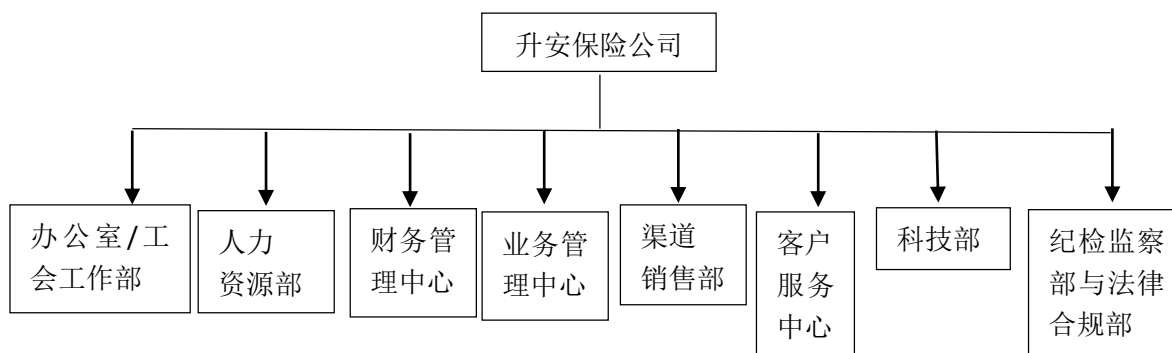 升安保险公司
办公室/工
会工作部
人力
资源部
财务管
理中心
业务管
理中心
渠道
销售部
客户
服务
中心
科技部
纪检监察
部与法律
合规部